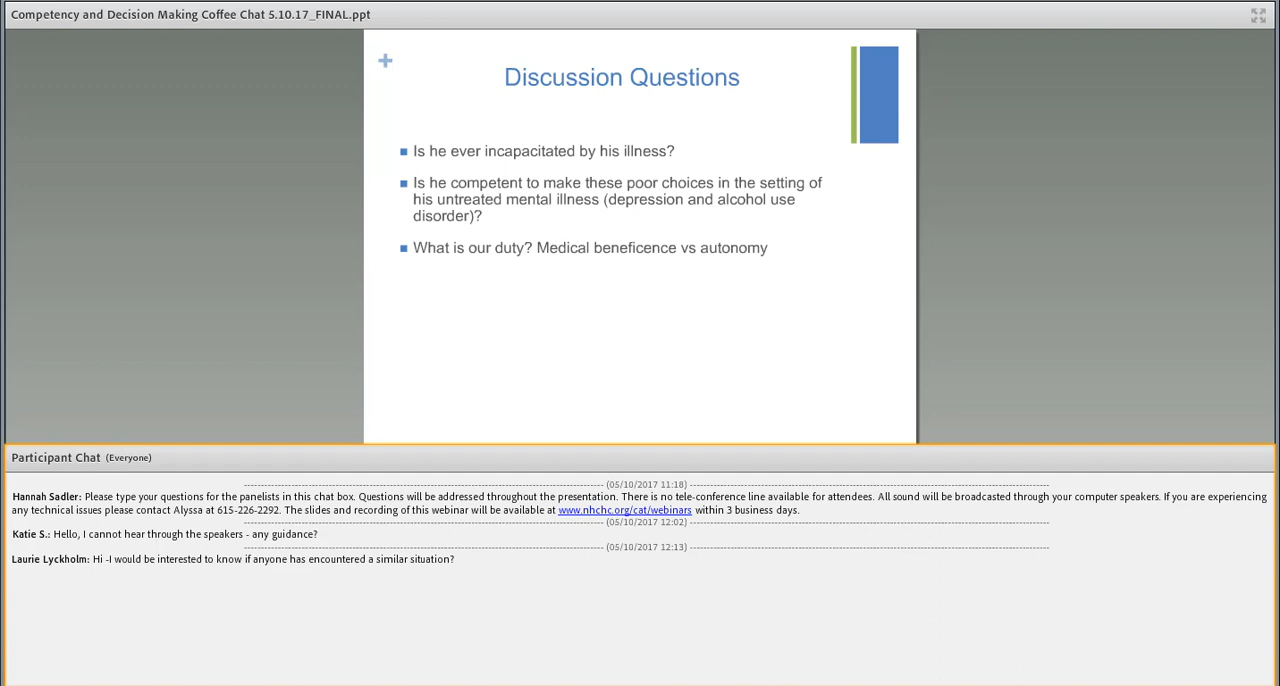 Competency and Decision Making Coffee Chat 5.10.17_FINAL.ppt
+
Discussion Questions
Is he ever incapacitated by his illness?
Is he competent to make these poor choices in the setting of
his untreated mental illness (depression and alcohol use
disorder)?
What is our duty? Medical beneficence vs autonomy
Participant Chat (Everyone)
(05/10/2017 11:18)
Hannah Sadler: Please type your questions for the panelists in this chat box. Questions will be addressed throughout the presentation. There is no tele-conference line available for attendees. All sound will be broadcasted through your computer speakers. If you are experiencing
any technical issues please contact Alyssa at 615-226-2292. The slides and recording of this webinar will be available at www.nhchc.org/cat/webinars within 3 business days.
(05/10/2017 12:02)
Katie S.: Hello, I cannot hear through the speakers - any guidance?
(05/10/2017 12:13)
Laurie Lyckholm: Hi -I would be interested to know if anyone has encountered a similar situation?